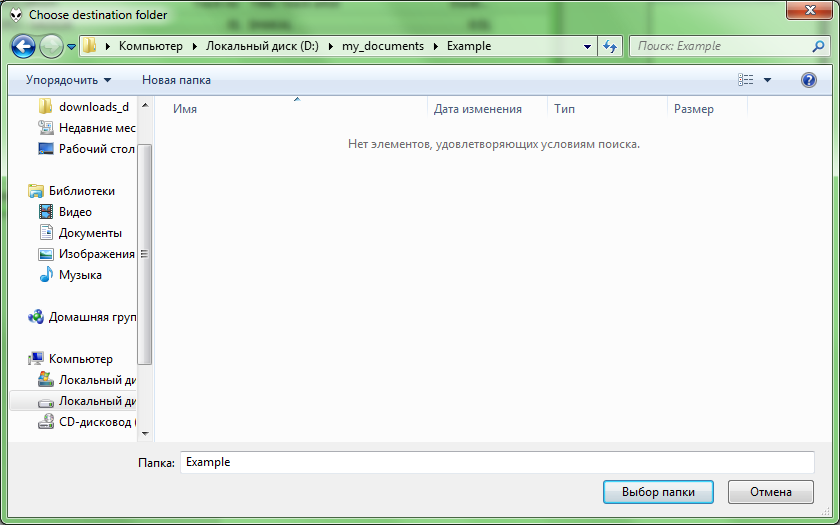 Choose destination folder
Компьютер Локальный диск (D:) my_documents Example
Поиск: Example
Упорядочить Новая папка
Имя Дата изменения Тип Размер
Нет элементов, удовлетворяющих условиям поиска.
downloads_d
Недавние мес
Рабочий стол
Библиотеки
Видео
Документы
Изображения
Музыка
Домашняя груп
Компьютер
Локальный ди
Локальный ди
CD-дисковод (
Папка: Example
Выбор папки Отмена